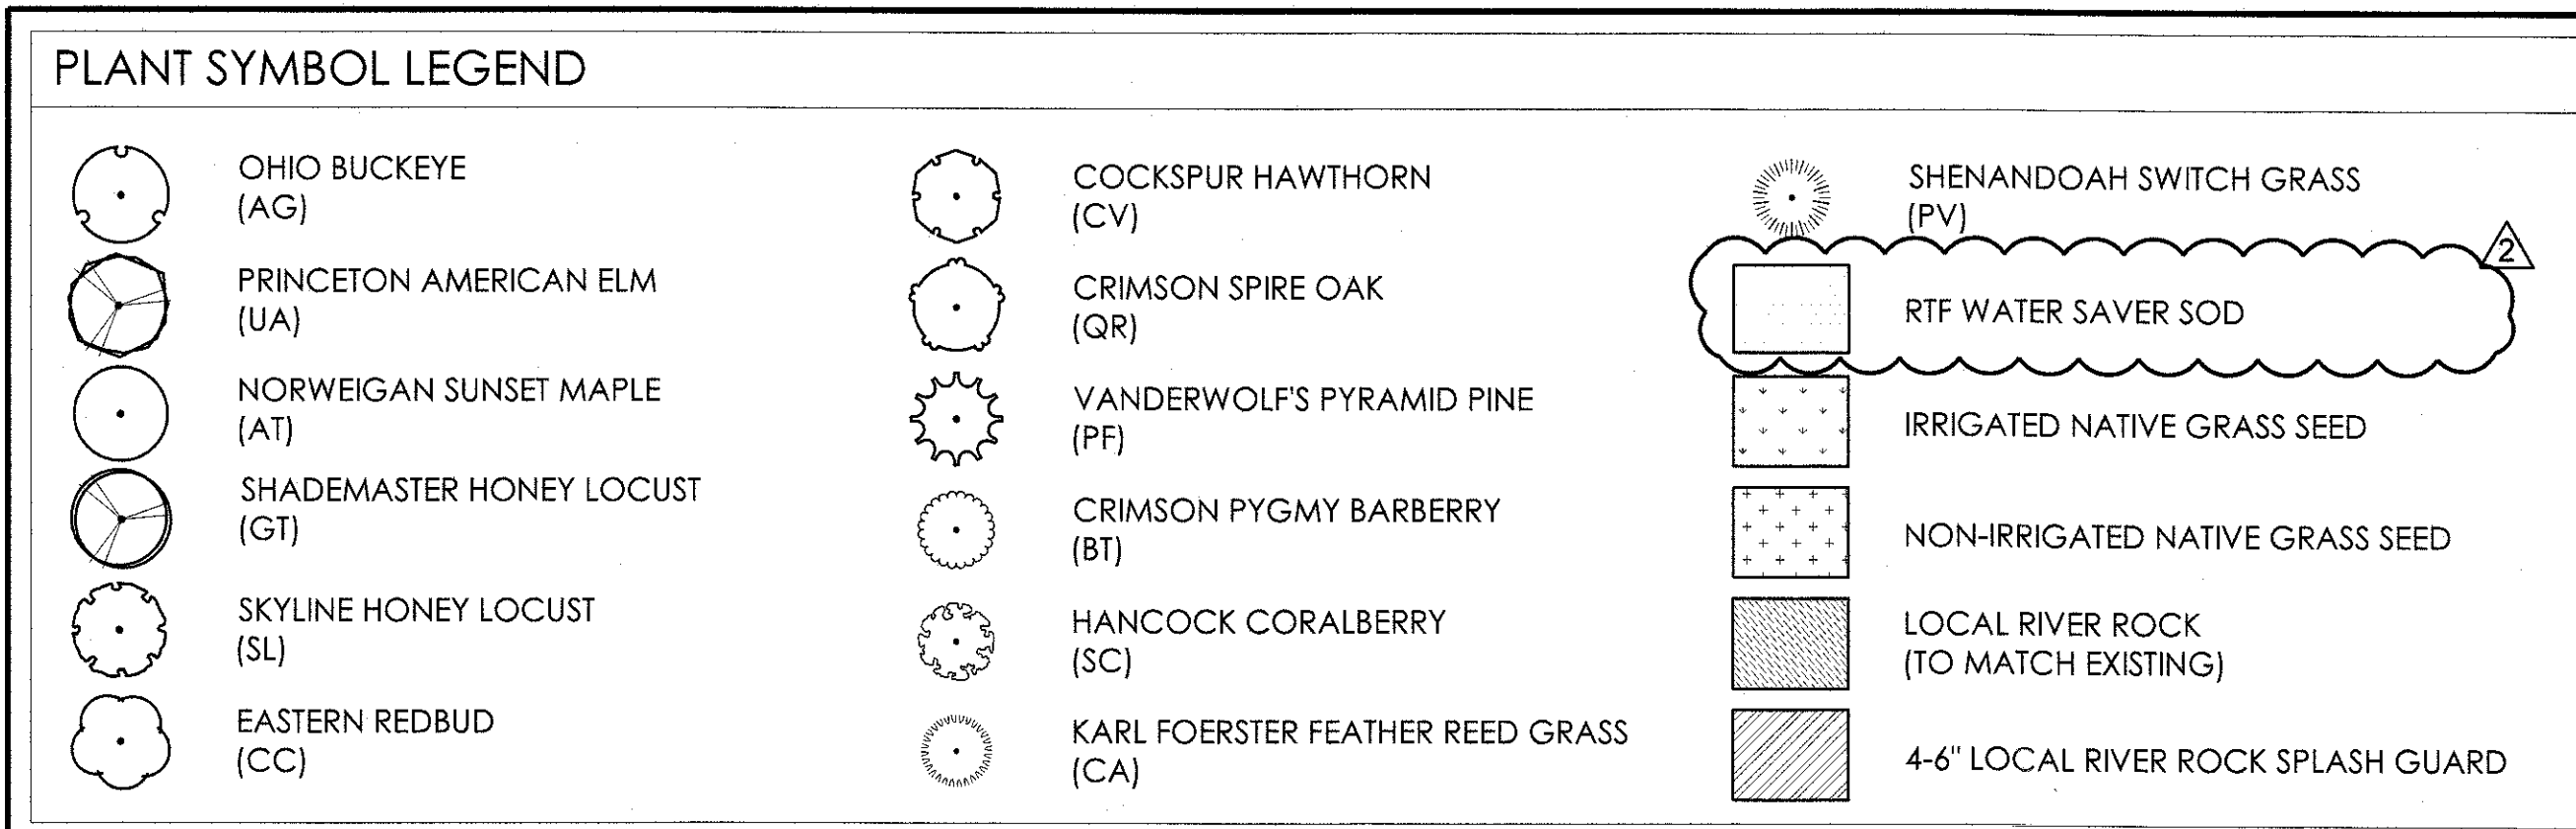 PLANT SYMBOL LEGEND
OHIO BUCKEYE
(AG)
PRINCETON AMERICAN ELM
(UA)
NORWEIGAN SUNSET MAPLE
(AT)
SHADEMASTER HONEY LOCUST
(GT)
SKYLINE HONEY LOCUST
(SL)
EASTERN REDBUD
(CC)
COCKSPUR HAWTHORN
(CV)
CRIMSON SPIRE OAK
(QR)
VANDERWOLF'S PYRAMID PINE
(PF)
CRIMSON PYGMY BARBERRY
(BT)
HANCOCK CORALBERRY
(SC)
KARL FOERSTER FEATHER REED GRASS
(CA)
SHENANDOAH SWITCH GRASS
(PV)
2
RTF WATER SAVER SOD
IRRIGATED NATIVE GRASS SEED
NON-IRRIGATED NATIVE GRASS SEED
LOCAL RIVER ROCK
(TO MATCH EXISTING)
4-6" LOCAL RIVER ROCK SPLASH GUARD